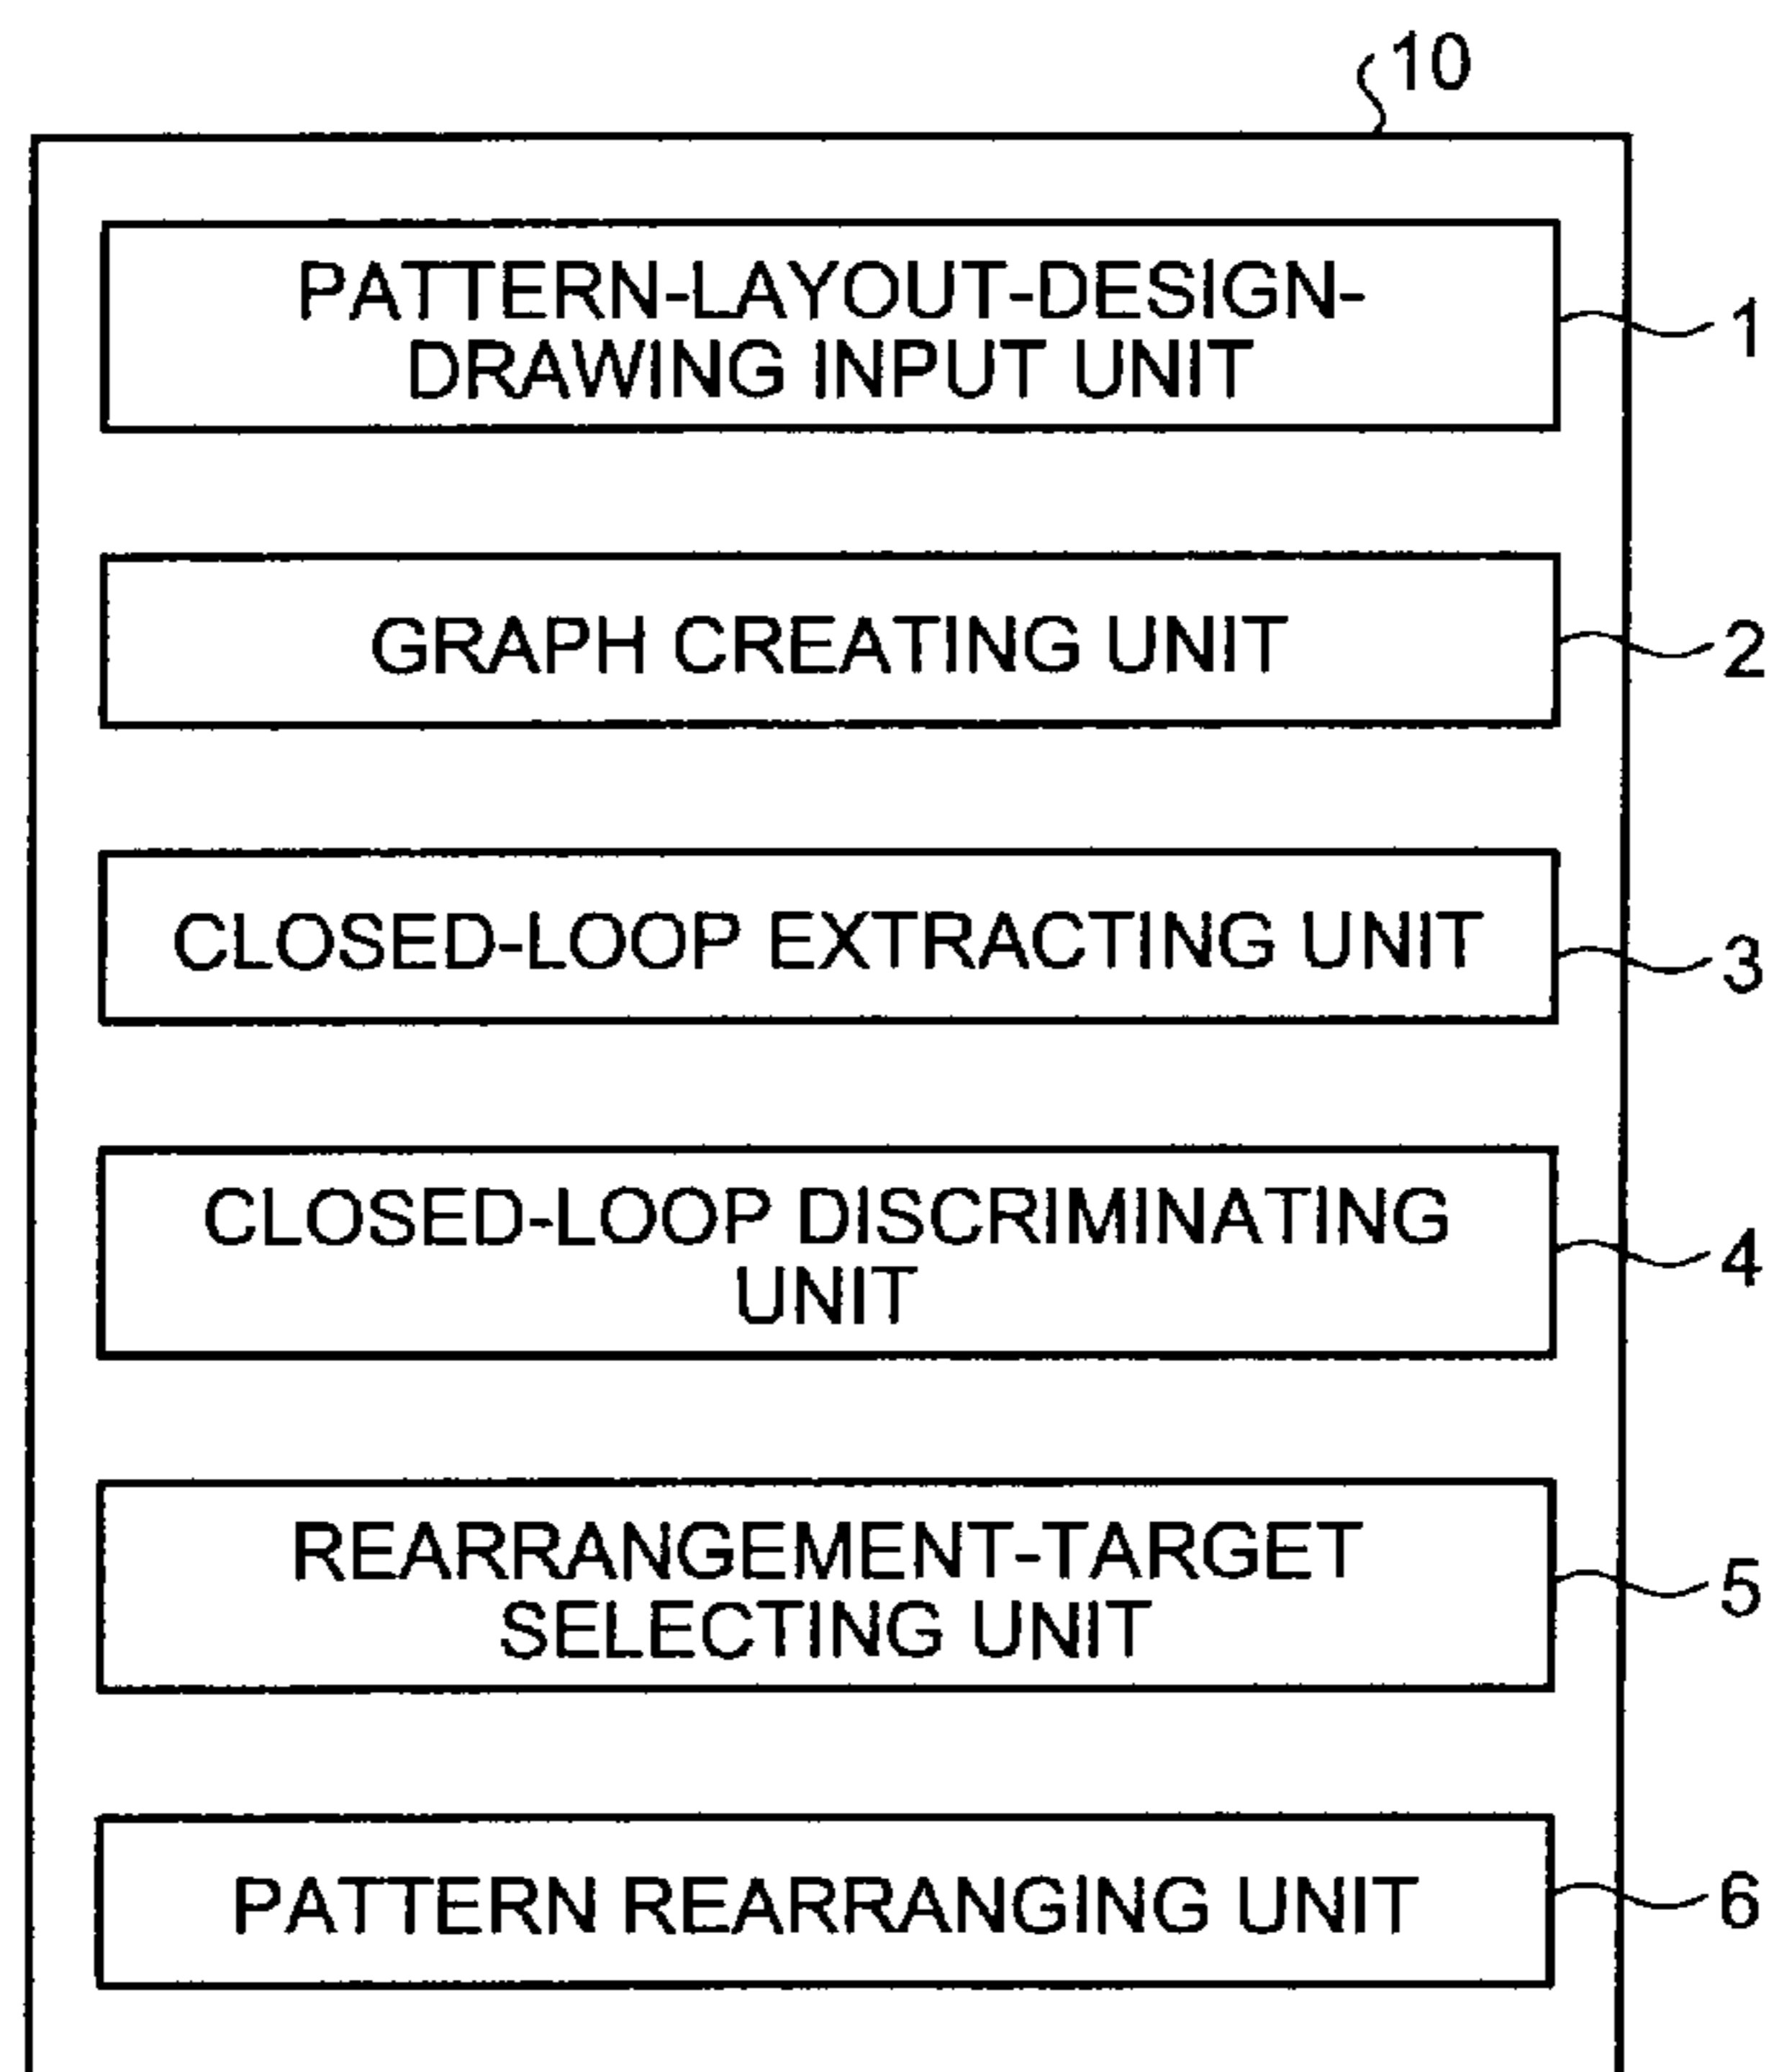 10
PATTERN-LAYOUT-DESIGN-
DRAWING INPUT UNIT
1
GRAPH CREATING UNIT
2
CLOSED-LOOP EXTRACTING UNIT
3
CLOSED-LOOP DISCRIMINATING
UNIT
4
REARRANGEMENT-TARGET
SELECTING UNIT
5
PATTERN REARRANGING UNIT
6